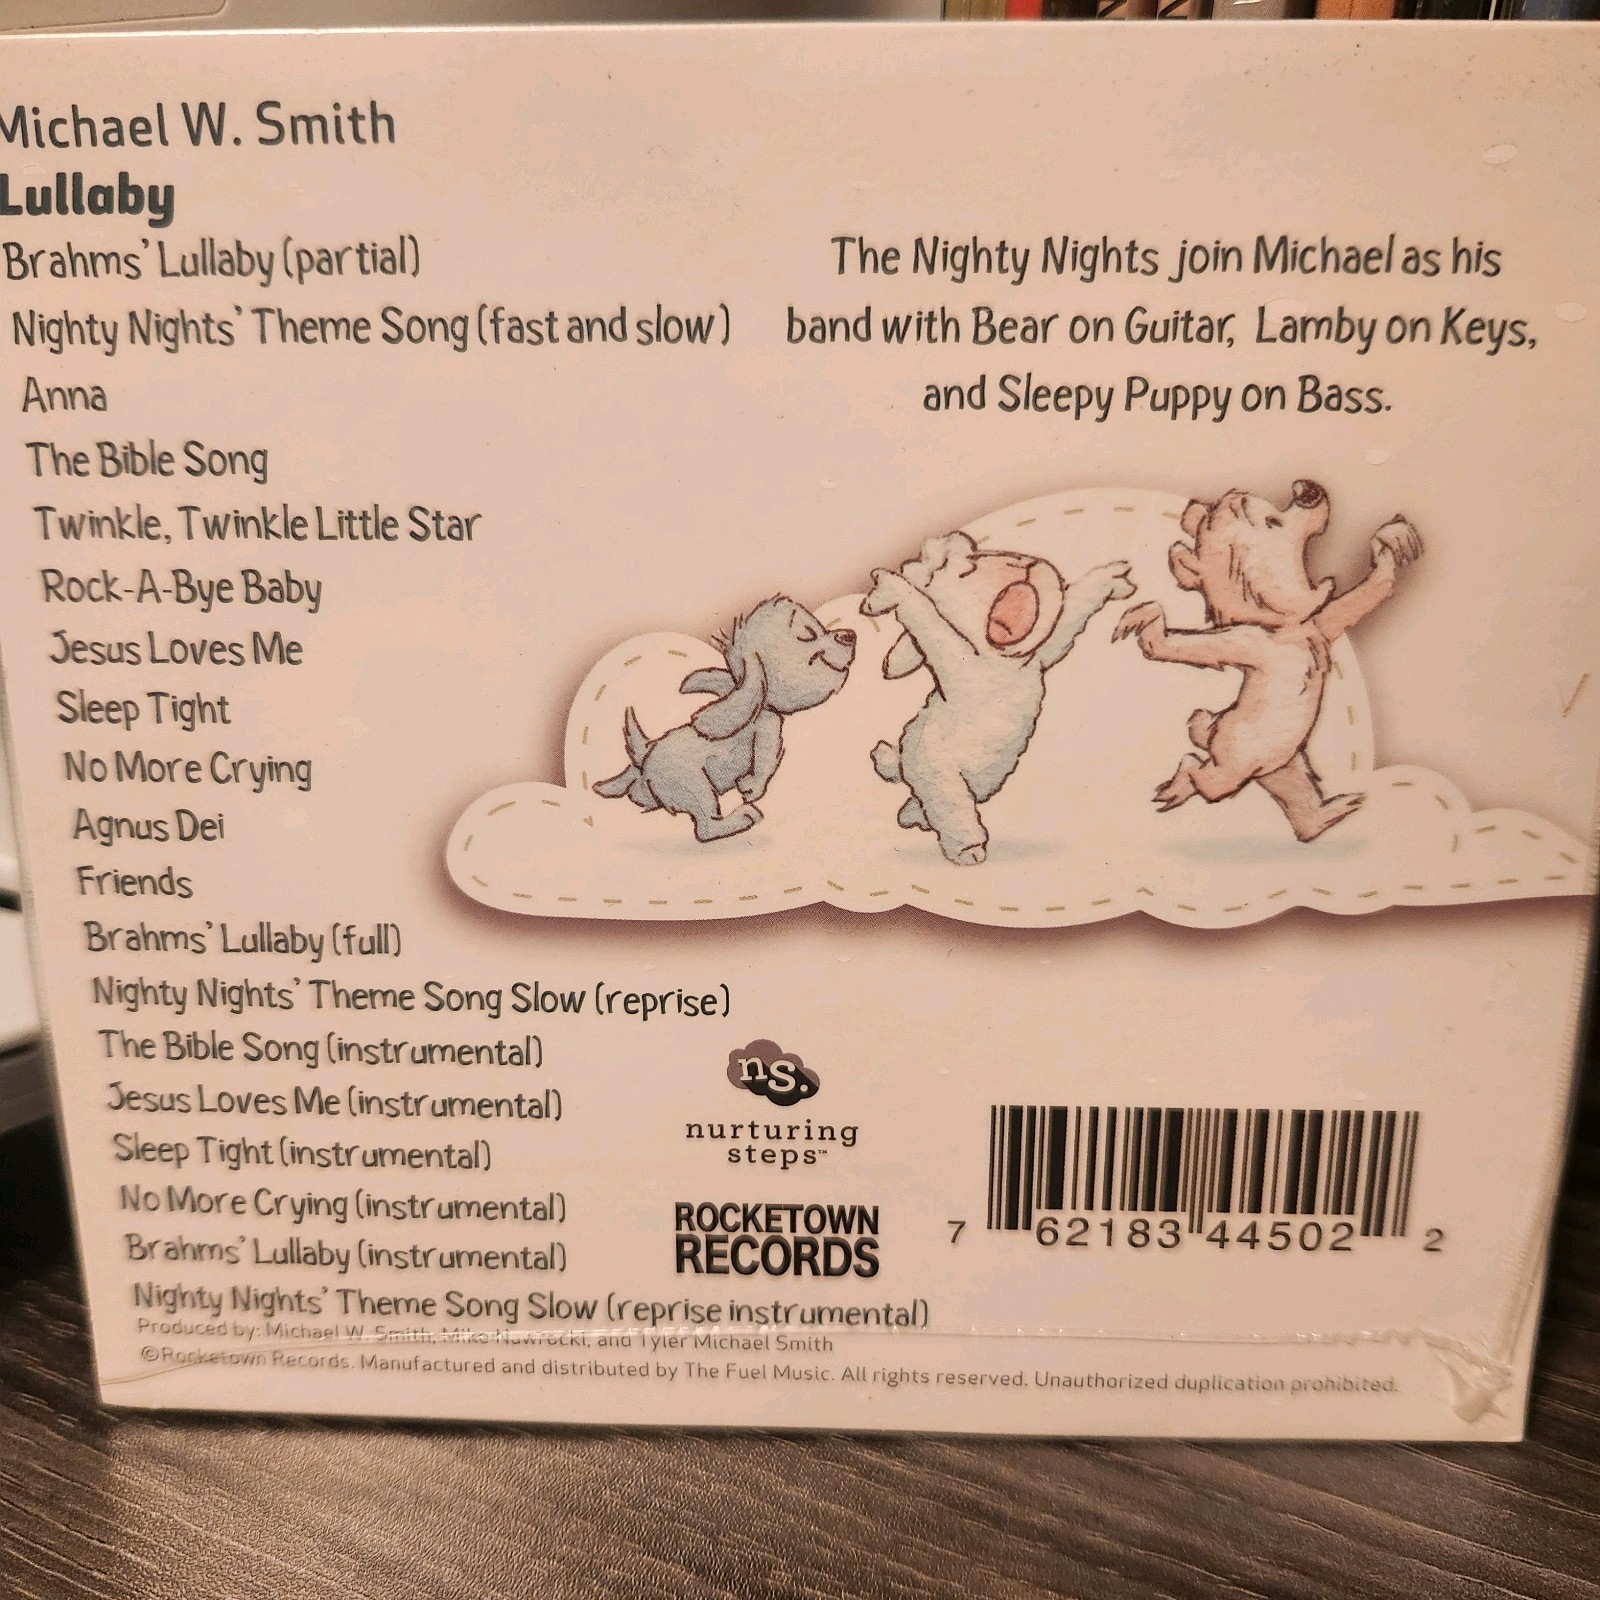 Michael W. Smith
Lullaby
Brahms' Lullaby (partial)
Nighty Nights' Theme Song (fast and slow)
Anna
The Bible Song
Twinkle, Twinkle Little Star
Rock-A-Bye Baby
Jesus Loves Me
Sleep Tight
No More Crying
Agnus Dei
Friends
Brahms' Lullaby (full)
Nighty Nights' Theme Song Slow (reprise)
The Bible Song (instrumental)
Jesus Loves Me (instrumental)
Sleep Tight (instrumental)
No More Crying (instrumental)
Brahms' Lullaby (instrumental)
Nighty Nights' Theme Song Slow (reprise instrumental)
The Nighty Nights join Michael as his
band with Bear on Guitar, Lamby on Keys,
and Sleepy Puppy on Bass.
ns.
nurturing
steps™
ROCKETOWN
RECORDS
7 62183 44502 2
Produced by: Michael W. Smith, Mike Nawrocki, and Tyler Michael Smith
©Rocketown Records. Manufactured and distributed by The Fuel Music. All rights reserved. Unauthorized duplication prohibited.